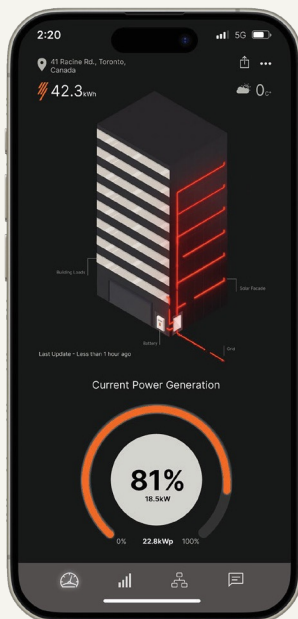 2:20
5G
41 Racine Rd., Toronto,
Canada
42.3kWh
0c°
Building Loads
Solar Facade
Battery
Grid
Last Update - Less than 1 hour ago
Current Power Generation
81%
18.5kW
0% 22.8kWp 100%